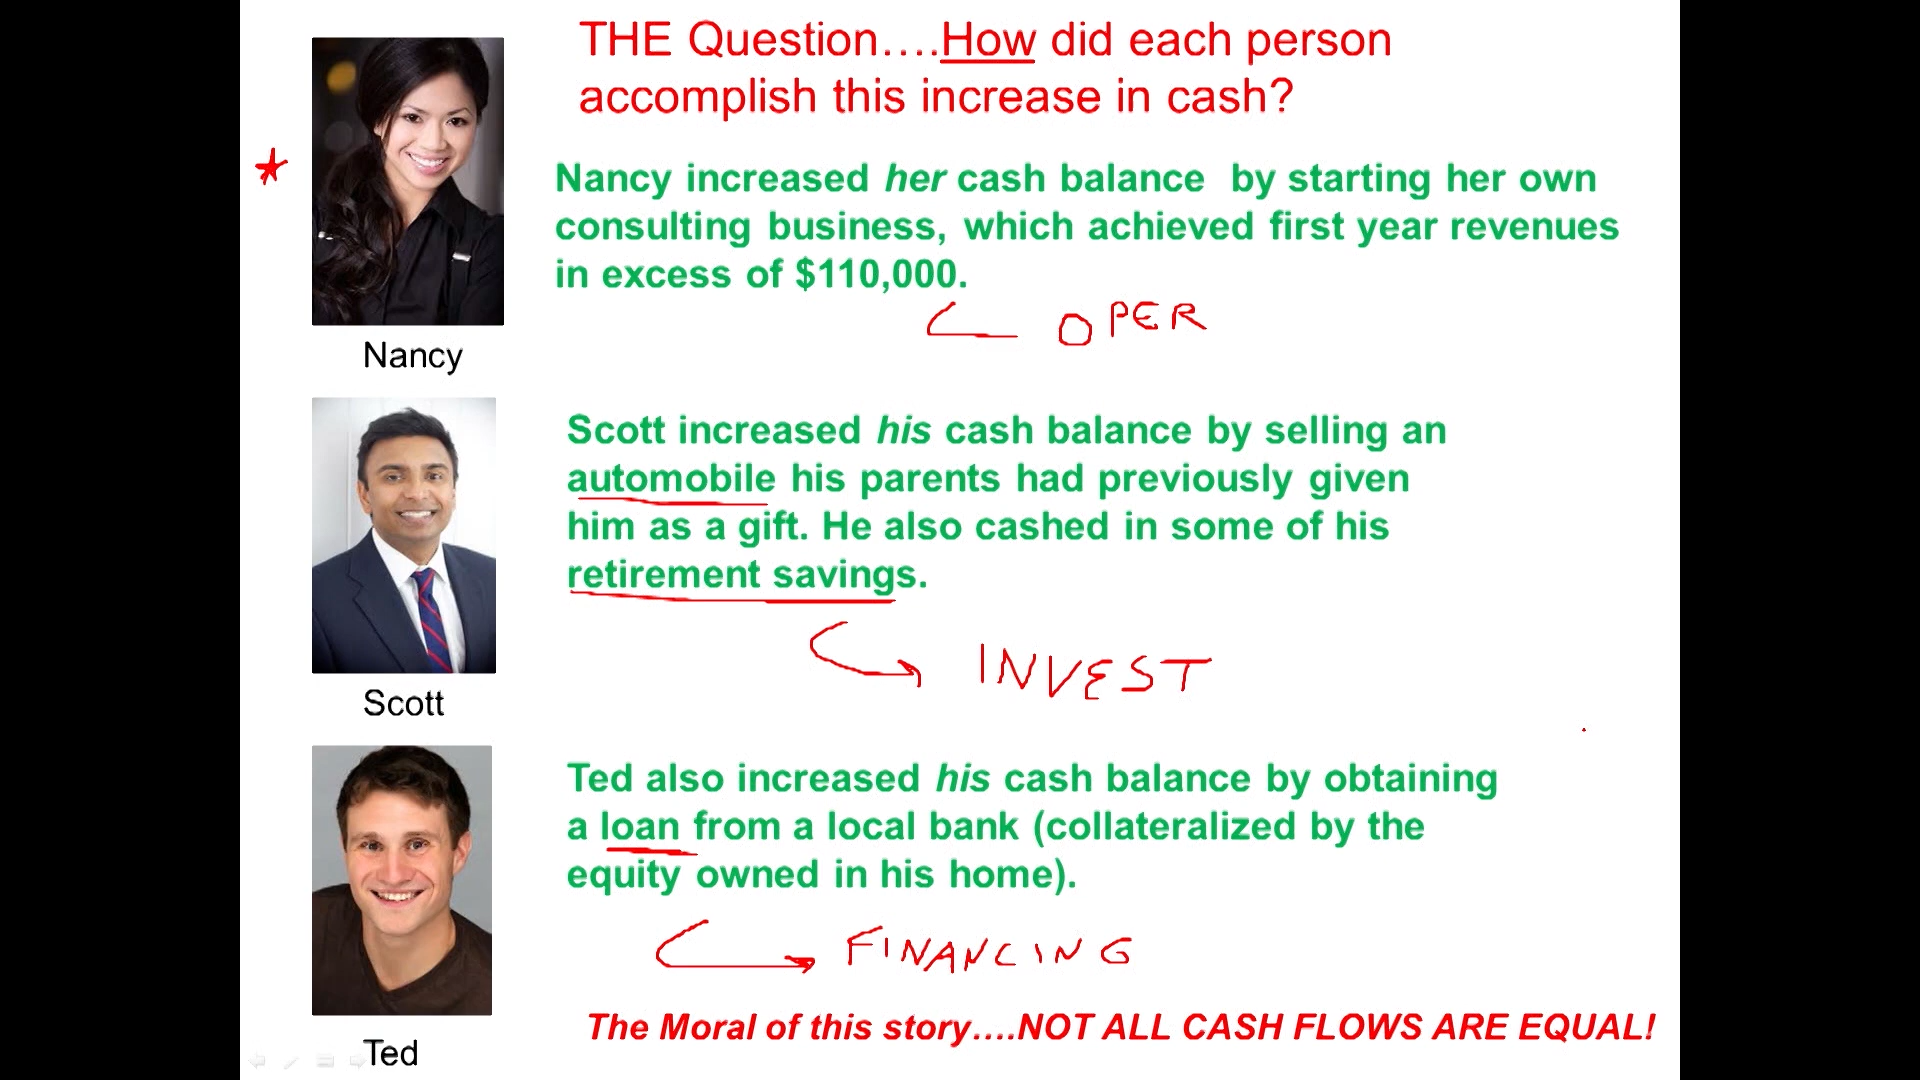 THE Question....How did each person
accomplish this increase in cash?
Nancy increased her cash balance by starting her own
consulting business, which achieved first year revenues
in excess of $110,000.
OPER
Nancy
Scott increased his cash balance by selling an
automobile his parents had previously given
him as a gift. He also cashed in some of his
retirement savings.
INVEST
Scott
Ted also increased his cash balance by obtaining
a loan from a local bank (collateralized by the
equity owned in his home).
FINANCING
The Moral of this story....NOT ALL CASH FLOWS ARE EQUAL!
Ted